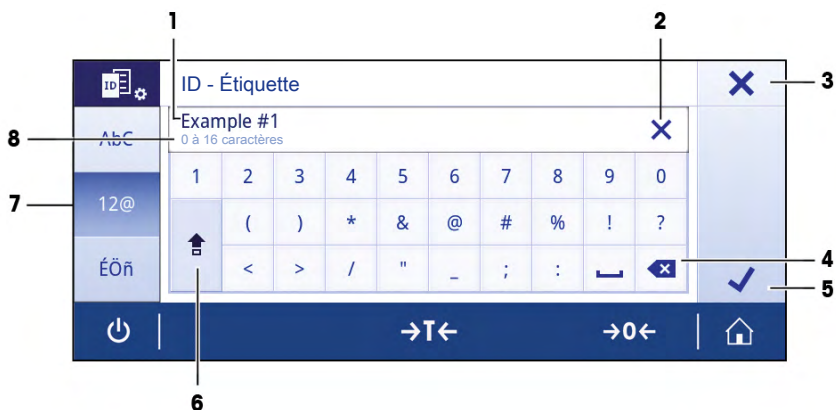 1 2
ID ID - Étiquette 3
Example #1
8 AbC 0 à 16 caractères
1 2 3 4 5 6 7 8 9 0
7 12@ ( ) * & @ # % ! ?
ÉÖñ < > / " _ ; : 4
5
→T← →0←
6